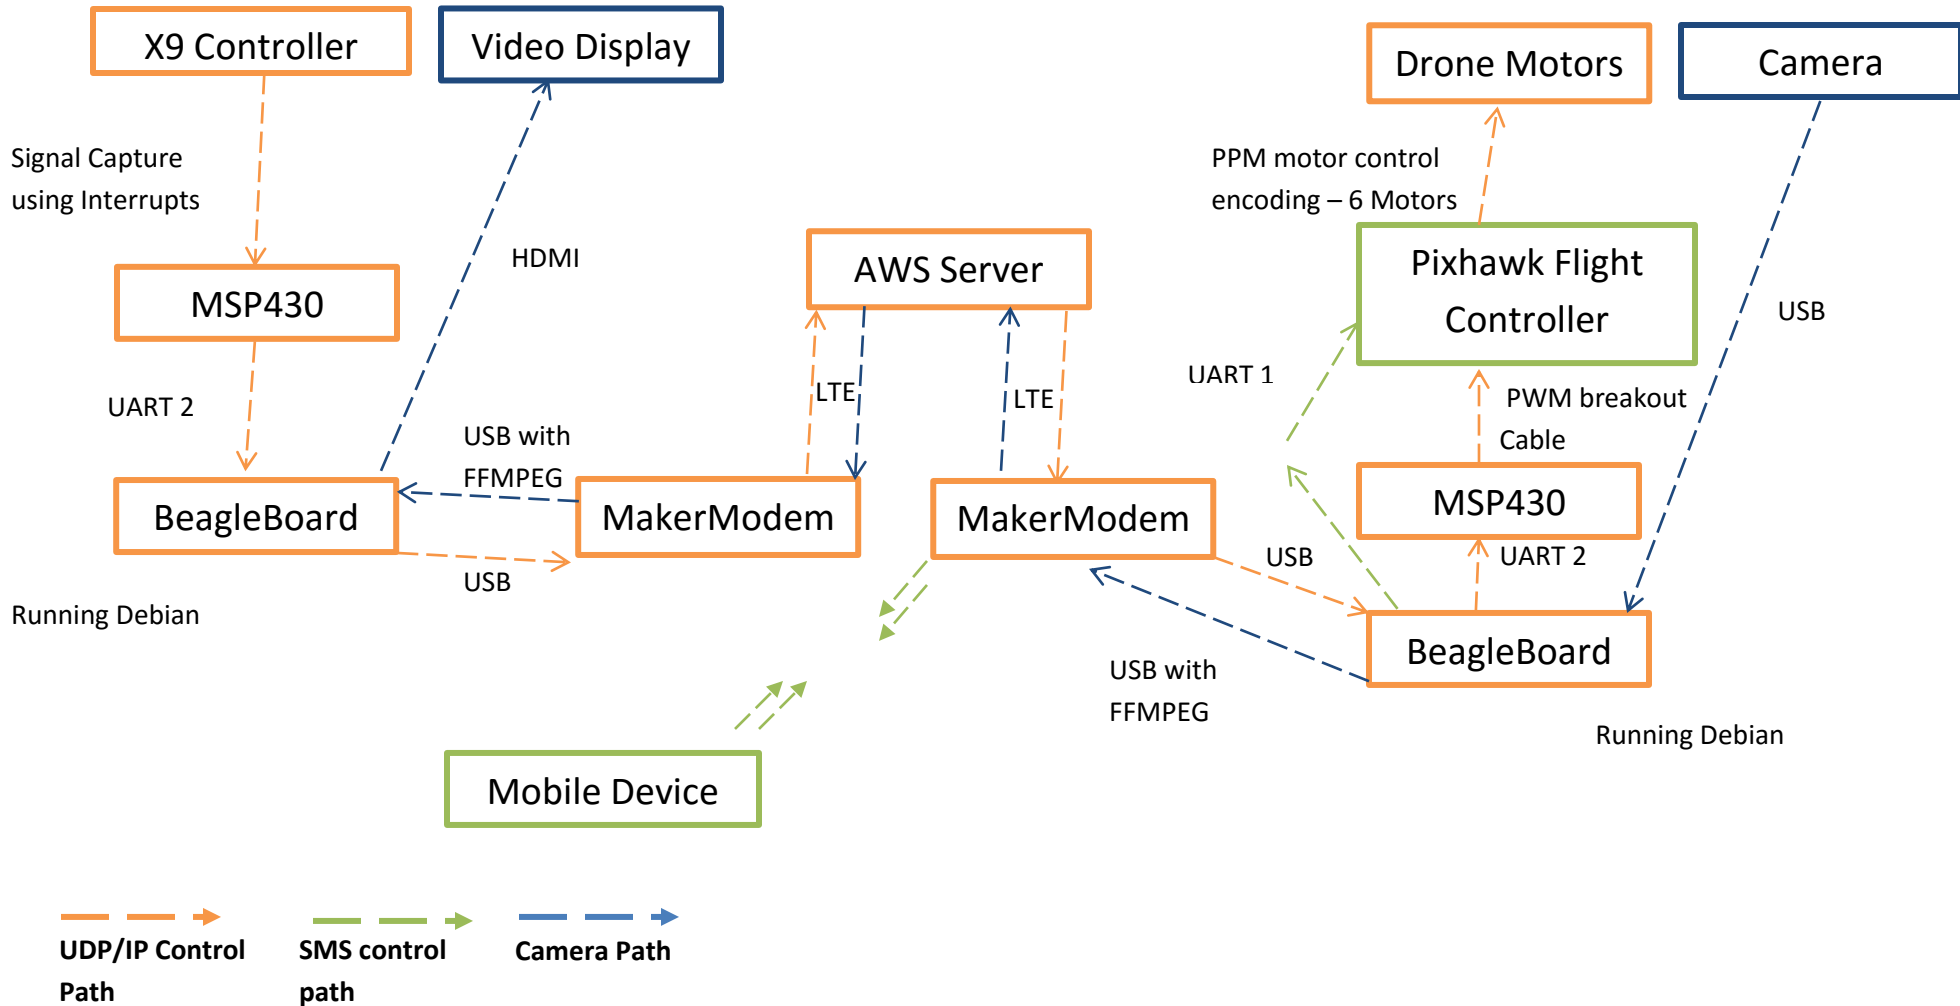 X9 Controller
Video Display
Drone Motors
Camera
Signal Capture
using Interrupts
PPM motor control
encoding – 6 Motors
HDMI
AWS Server
Pixhawk Flight
Controller
MSP430
USB
UART 2
LTE
LTE
UART 1
PWM breakout
Cable
USB with
FFMPEG
BeagleBoard
MakerModem
MakerModem
MSP430
USB
USB
UART 2
Running Debian
BeagleBoard
USB with
FFMPEG
Running Debian
Mobile Device
UDP/IP Control
Path
SMS control
path
Camera Path